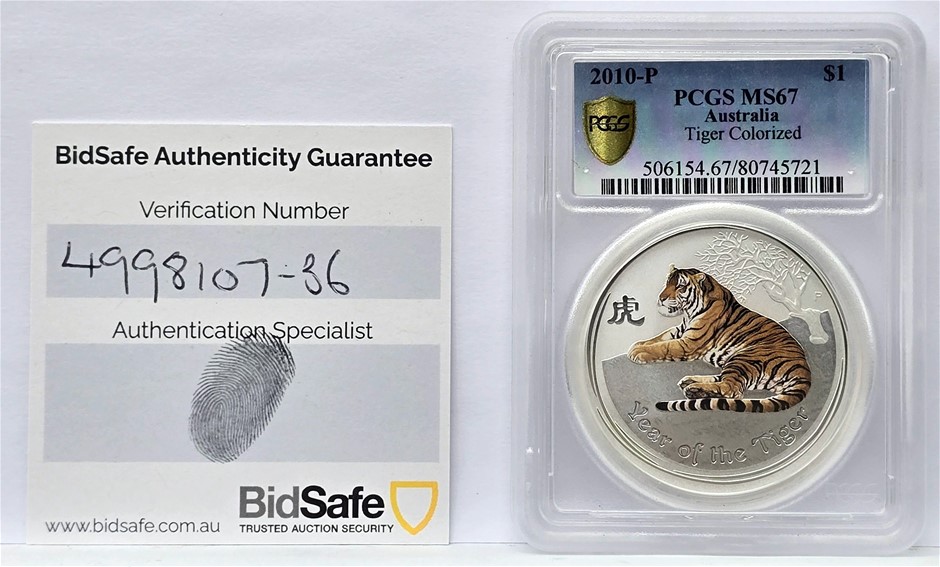 BidSafe Authenticity Guarantee
Verification Number
4998107-36
Authentication Specialist
www.bidsafe.com.au
BidSafe
TRUSTED AUCTION SECURITY
2010-P $1
PCGS MS67
Australia
Tiger Colorized
PCGS
506154.67/80745721
虎
P
Year of the Tiger